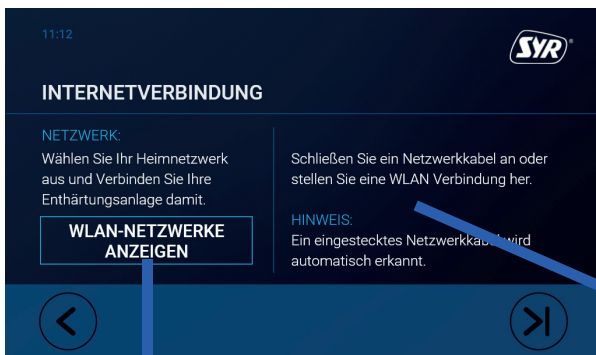 11:12
SYR
INTERNETVERBINDUNG
NETZWERK:
Wählen Sie Ihr Heimnetzwerk
aus und Verbinden Sie Ihre
Enthärtungsanlage damit.
WLAN-NETZWERKE
ANZEIGEN
Schließen Sie ein Netzwerkkabel an oder
stellen Sie eine WLAN Verbindung her.
HINWEIS:
Ein eingestecktes Netzwerkkabel wird
automatisch erkannt.